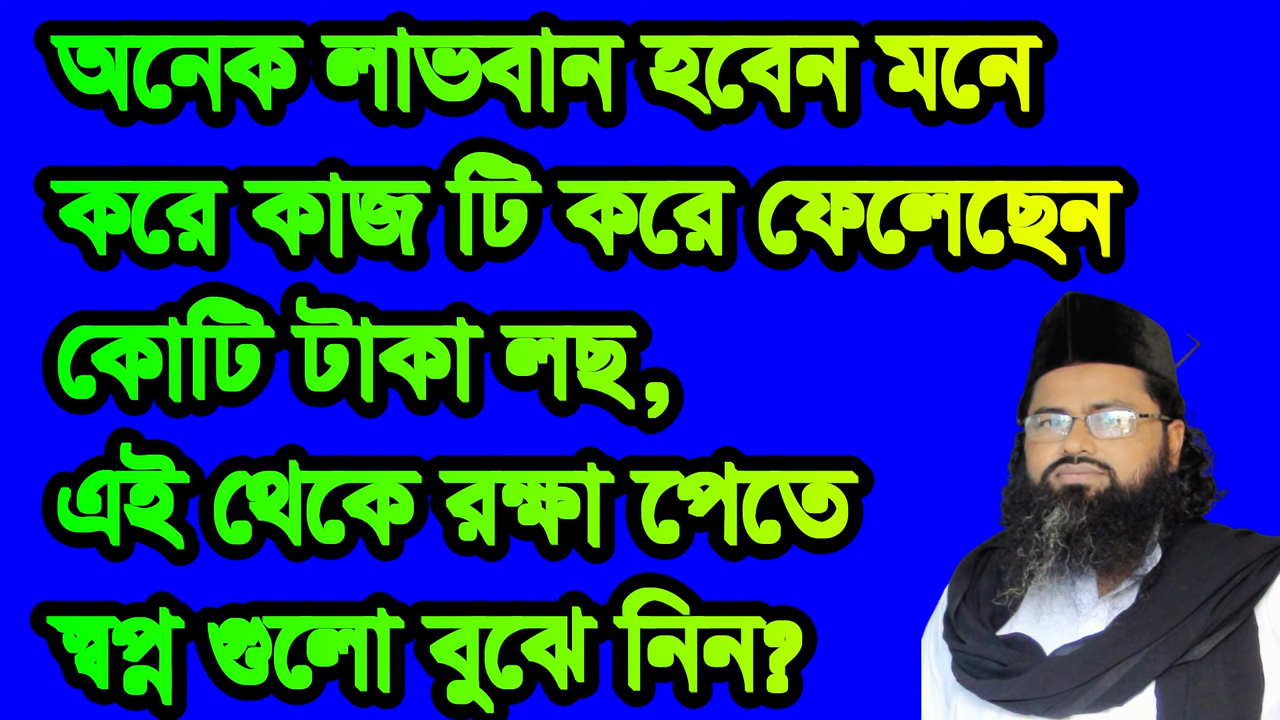 অনেক লাভবান হবেন মনে
করে কাজ টি করে ফেলেছেন
কোটি টাকা লছ,
এই থেকে রক্ষা পেতে
স্বপ্ন গুলো বুঝে নিন?